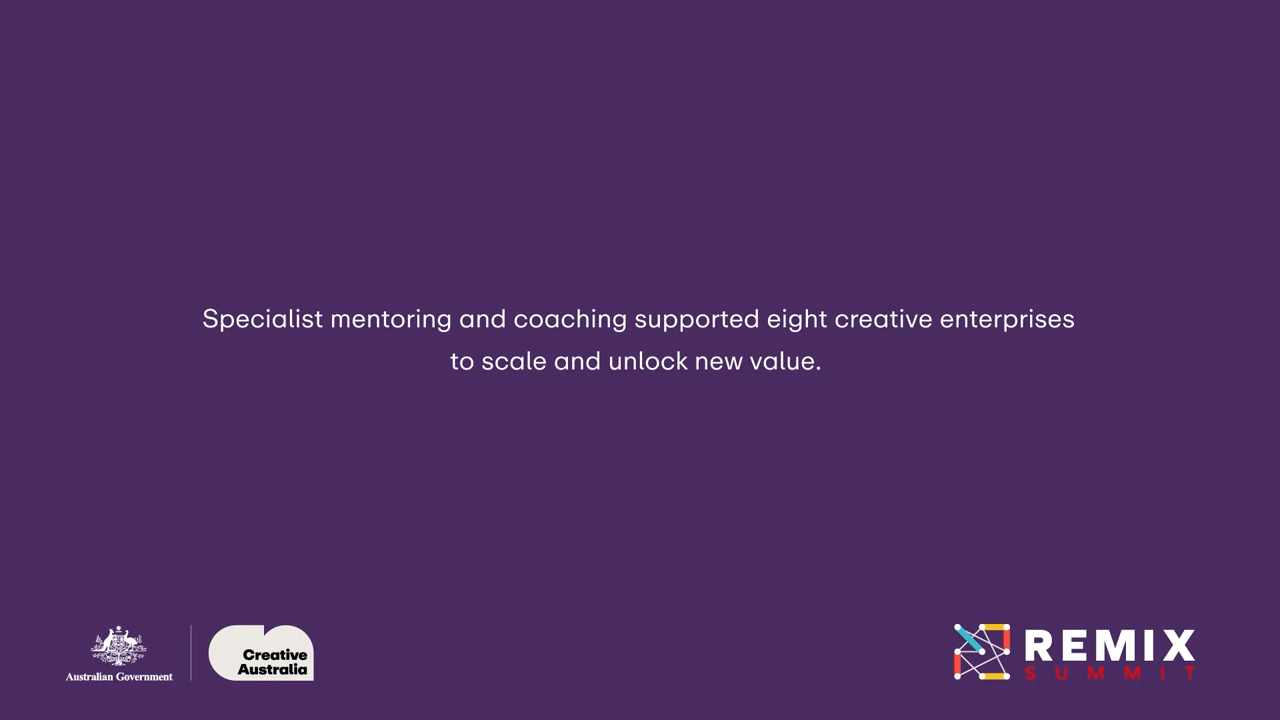 Specialist mentoring and coaching supported eight creative enterprises
to scale and unlock new value.
Australian Government
Creative
Australia
REMIX
SUMMIT